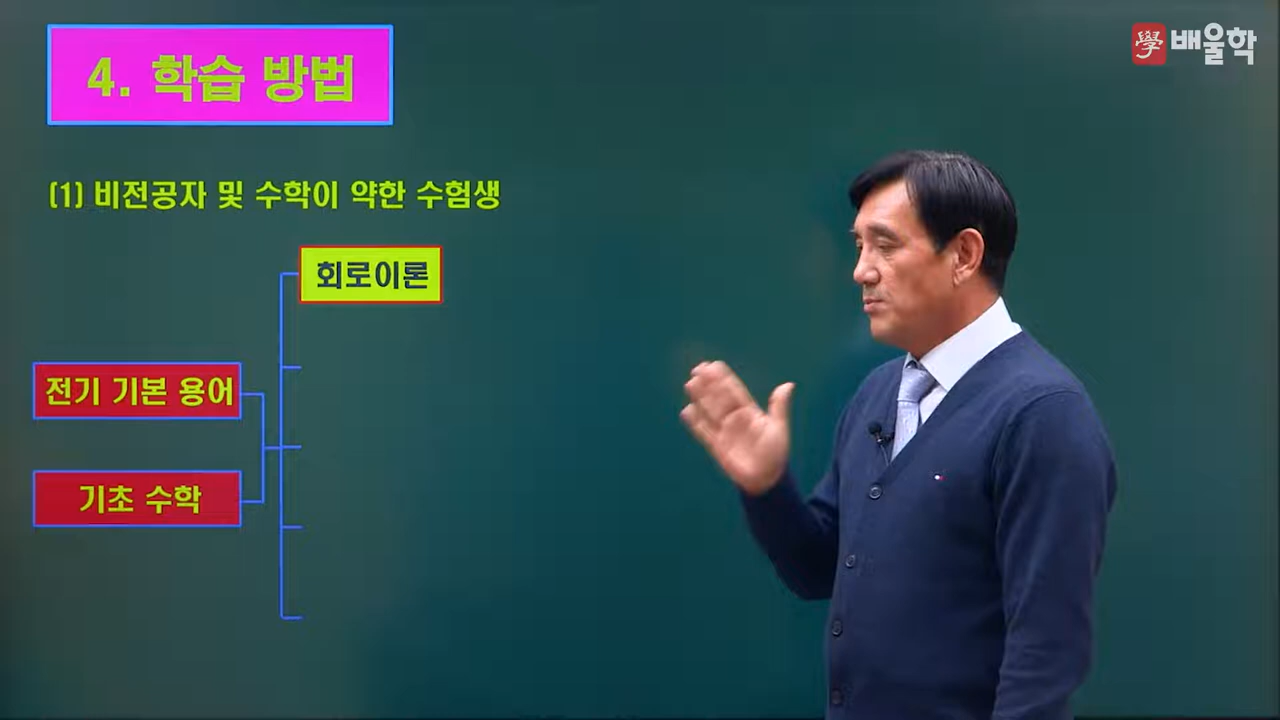 4. 학습 방법
學 배울학
(1) 비전공자 및 수학이 약한 수험생
회로이론
전기 기본 용어
기초 수학